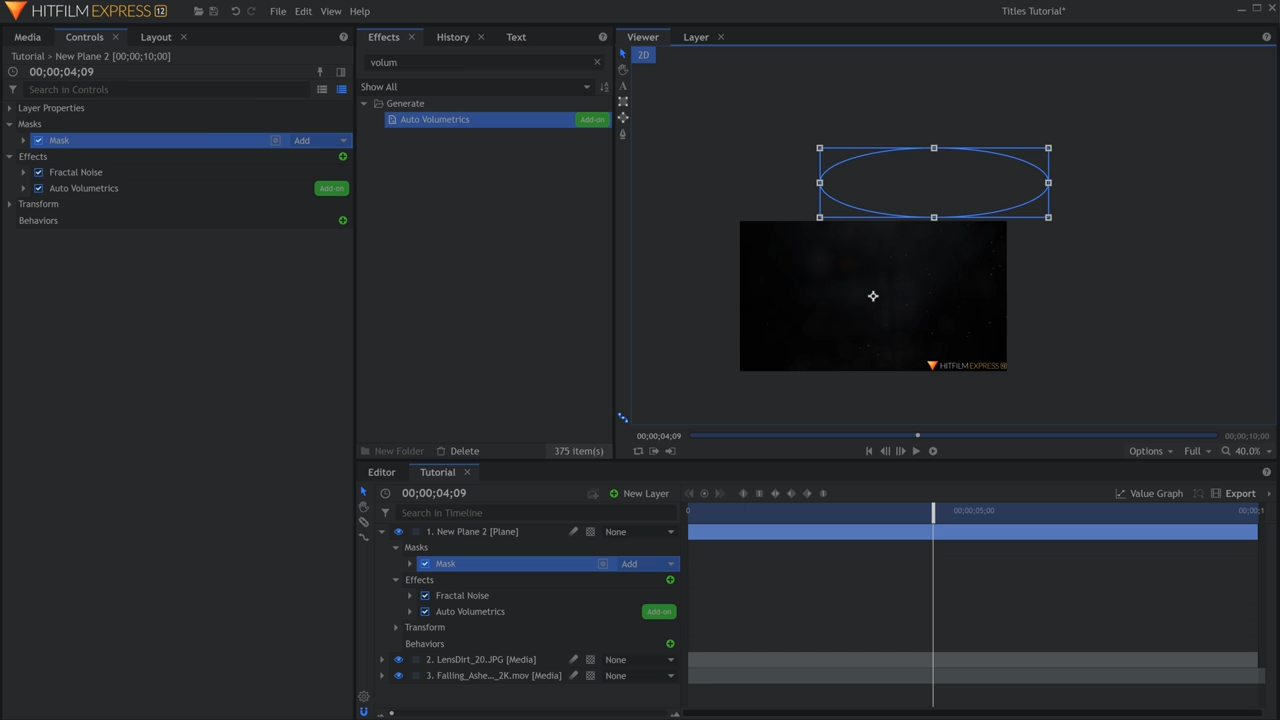 HITFILM EXPRESS 12
File Edit View Help
Titles Tutorial*
Media Controls Layout
Tutorial > New Plane 2 [00;00;10;00]
00;00;04;09
Search in Controls
Layer Properties
Masks
Mask Add
Effects
Fractal Noise
Auto Volumetrics Add-on
Transform
Behaviors
Effects History Text
volum
Show All
Generate
Auto Volumetrics Add-on
New Folder Delete 375 item(s)
Viewer Layer
2D
HITFILM EXPRESS 12
00;00;04;09 00;00;10;00
Options Full 40.0%
Editor Tutorial
00;00;04;09 New Layer Value Graph Export
Search in Timeline
0 00;00;05;00 00;00;1
1. New Plane 2 [Plane] None
Masks
Mask Add
Effects
Fractal Noise
Auto Volumetrics Add-on
Transform
Behaviors
2. LensDirt_20.JPG [Media] None
3. Falling_Ashe..._2K.mov [Media] None